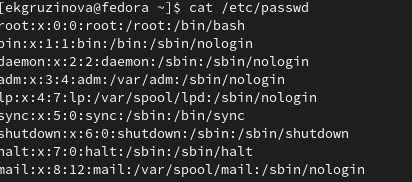 [ekgruzinova@fedora ~]$ cat /etc/passwd
root:x:0:0:root:/root:/bin/bash
bin:x:1:1:bin:/bin:/sbin/nologin
daemon:x:2:2:daemon:/sbin:/sbin/nologin
adm:x:3:4:adm:/var/adm:/sbin/nologin
lp:x:4:7:lp:/var/spool/lpd:/sbin/nologin
sync:x:5:0:sync:/sbin:/bin/sync
shutdown:x:6:0:shutdown:/sbin:/sbin/shutdown
halt:x:7:0:halt:/sbin:/sbin/halt
mail:x:8:12:mail:/var/spool/mail:/sbin/nologin